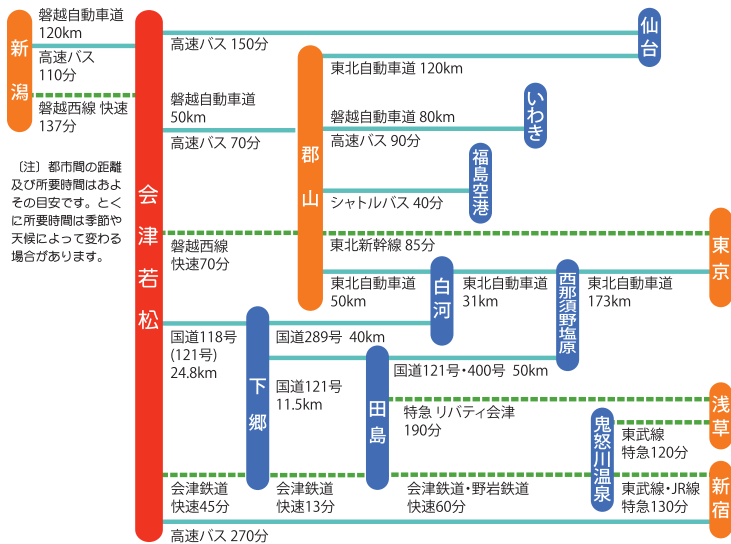 磐越自動車道
120km
高速バス
110分
磐越西線 快速
137分
新潟
〔注〕都市間の距離
及び所要時間はおよ
その目安です。とく
に所要時間は季節や
天候によって変わる
場合があります。
会津若松
高速バス 150分
仙台
東北自動車道 120km
磐越自動車道
50km
高速バス 70分
郡山
磐越自動車道 80km
高速バス 90分
いわき
シャトルバス 40分
福島空港
磐越西線
快速70分
東北新幹線 85分
東京
東北自動車道
50km
白河
東北自動車道
31km
西那須野塩原
東北自動車道
173km
国道118号
(121号)
24.8km
下郷
国道289号 40km
国道121号
11.5km
田島
国道121号・400号 50km
特急 リバティ会津
190分
浅草
鬼怒川温泉
東武線
特急120分
会津鉄道
快速45分
会津鉄道
快速13分
会津鉄道・野岩鉄道
快速60分
東武線・JR線
特急130分
新宿
高速バス 270分